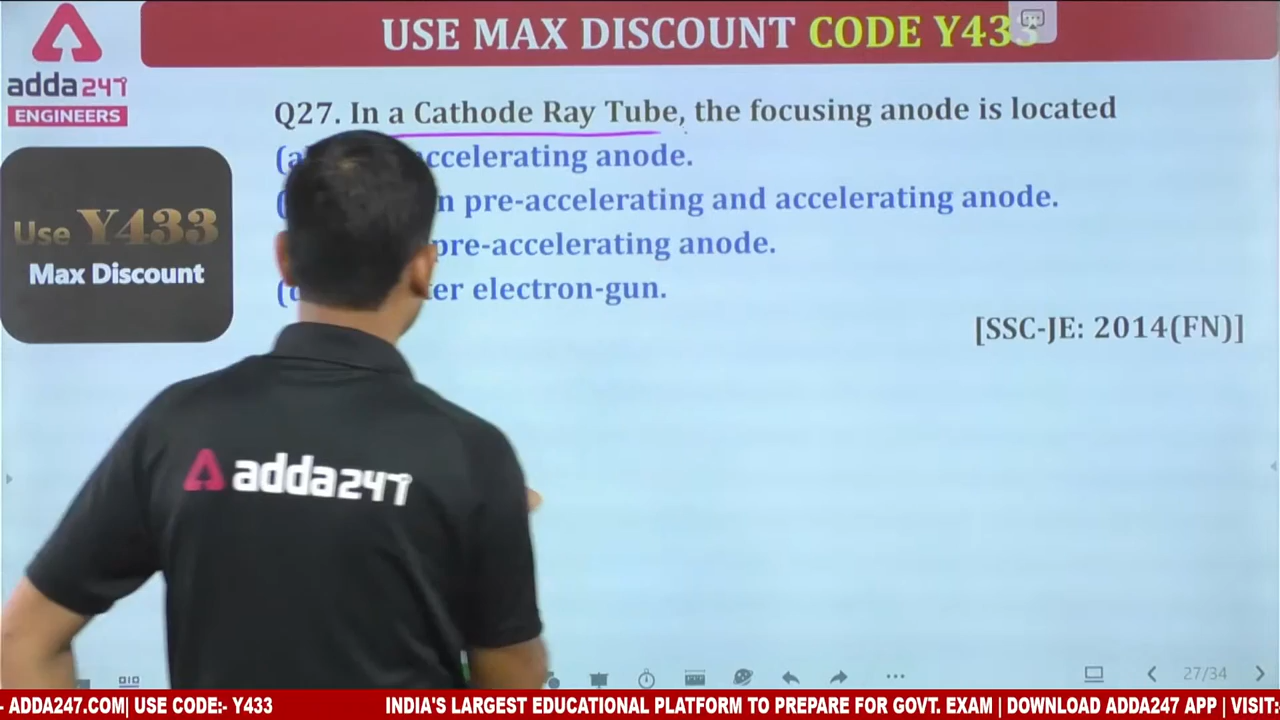 USE MAX DISCOUNT CODE Y433
adda247
ENGINEERS
Use Y433
Max Discount
Q27. In a Cathode Ray Tube, the focusing anode is located
accelerating anode.
pre-accelerating and accelerating anode.
pre-accelerating anode.
electron-gun.
[SSC-JE: 2014(FN)]
adda247
27/34
- ADDA247.COM| USE CODE:- Y433 INDIA'S LARGEST EDUCATIONAL PLATFORM TO PREPARE FOR GOVT. EXAM | DOWNLOAD ADDA247 APP | VISIT: